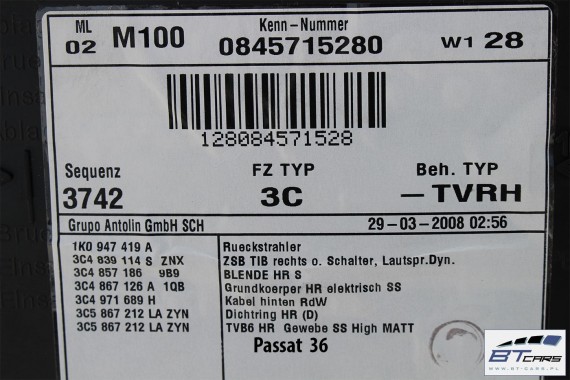 ML
02
M100
Kenn-Nummer
0845715280
W1 28
128084571528
Sequenz
FZ TYP
Beh. TYP
3742
3C
–TVRH
Grupo Antolin GmbH SCH
29-03-2008 02:56
1K0 947 419 A
Rueckstrahler
3C4 839 114 S ZNX
ZSB TIB rechts o. Schalter, Lautspr.Dyn.
3C4 857 186 9B9
BLENDE HR S
3C4 867 126 A 1QB
Grundkoerper HR elektrisch SS
3C4 971 689 H
Kabel hinten RdW
3C5 867 212 LA ZYN
Dichtring HR (D)
3C5 867 212 LA ZYN
TVB6 HR Gewebe SS High MATT
Passat 36
BTcars
WWW.BT-CARS.PL